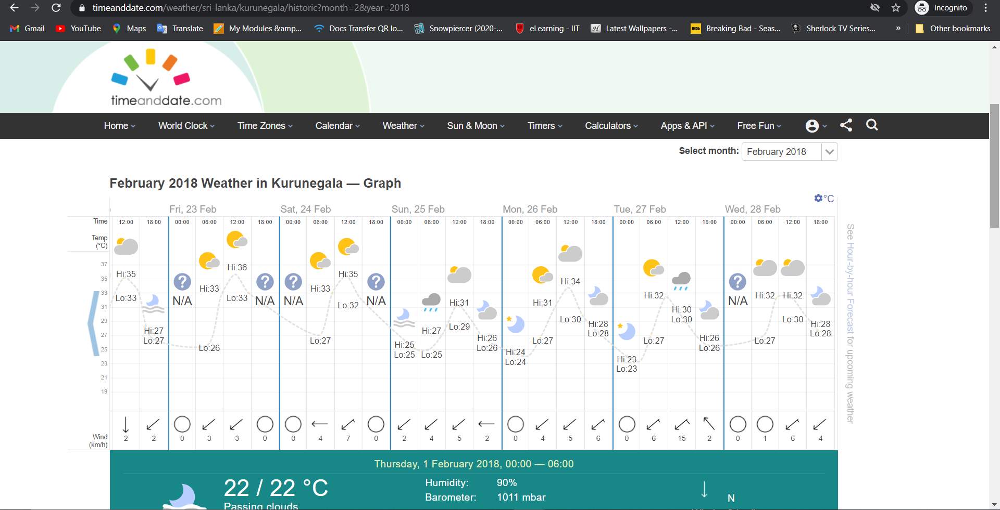 timeanddate.com/weather/sri-lanka/kurunegala/historic?month=2&year=2018
Incognito
Gmail YouTube Maps Translate My Modules &amp... Docs Transfer QR lo... Snowpiercer (2020-... eLearning - IIT Latest Wallpapers -... Breaking Bad - Seas... Sherlock TV Series... » Other bookmarks
timeanddate.com
Home World Clock Time Zones Calendar Weather Sun & Moon Timers Calculators Apps & API Free Fun
Select month: February 2018
February 2018 Weather in Kurunegala — Graph
°C
Fri, 23 Feb Sat, 24 Feb Sun, 25 Feb Mon, 26 Feb Tue, 27 Feb Wed, 28 Feb
Time 12:00 18:00 00:00 06:00 12:00 18:00 00:00 06:00 12:00 18:00 00:00 06:00 12:00 18:00 00:00 06:00 12:00 18:00 00:00 06:00 12:00 18:00 00:00 06:00 12:00 18:00
Temp
(°C)
37
35
33
31
29
27
25
23
21
19
Hi:35
Lo:33
Hi:27
Lo:27
N/A
Hi:33
Lo:26
Hi:36
Lo:33
N/A
N/A
Hi:33
Lo:27
Hi:35
Lo:32
N/A
Hi:25
Lo:25
Hi:27
Lo:25
Hi:31
Lo:29
Hi:26
Lo:26
Hi:24
Lo:24
Hi:31
Lo:27
Hi:34
Lo:30
Hi:28
Lo:28
Hi:23
Lo:23
Hi:32
Lo:27
Hi:30
Lo:30
Hi:26
Lo:26
N/A
Hi:32
Lo:27
Hi:32
Lo:30
Hi:28
Lo:28
See Hour-by-hour Forecast for upcoming weather
Wind
(km/h)
2 2 0 3 3 0 0 4 7 0 2 4 5 2 0 4 5 6 0 6 15 2 0 1 6 4
Thursday, 1 February 2018, 00:00 — 06:00
22 / 22 °C
Passing clouds
Humidity: 90%
Barometer: 1011 mbar
N